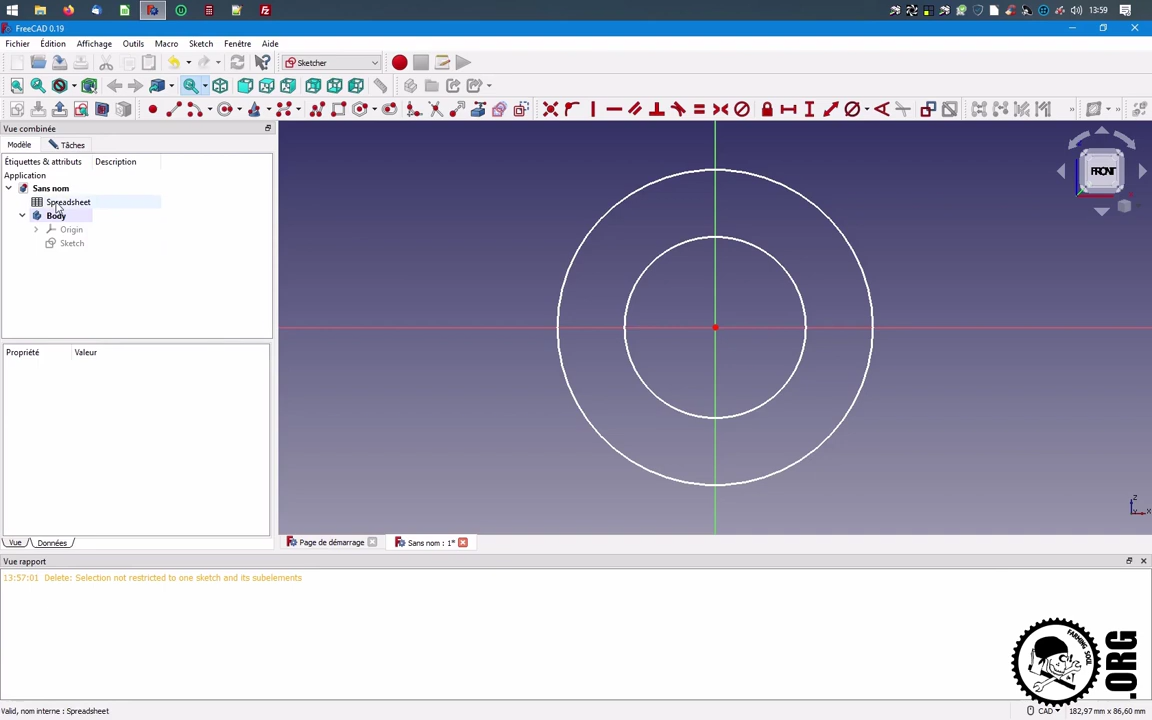 13:59
FreeCAD 0.19
Fichier Édition Affichage Outils Macro Sketch Fenêtre Aide
Sketcher
Vue combinée
Modèle Tâches
Étiquettes & attributs Description
Application
Sans nom
Spreadsheet
Body
Origin
Sketch
FRONT
Propriété Valeur
Z
X
Vue Données
Page de démarrage Sans nom : 1*
Vue rapport
13:57:01 Delete: Selection not restricted to one sketch and its subelements
FARMING SOUL
.ORG
Valid, nom interne : Spreadsheet
CAD 182,97 mm x 86,60 mm